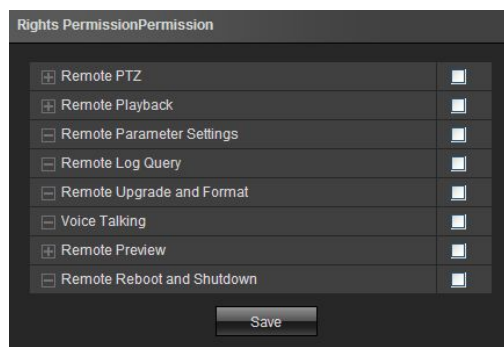 Rights PermissionPermission
Remote PTZ
Remote Playback
Remote Parameter Settings
Remote Log Query
Remote Upgrade and Format
Voice Talking
Remote Preview
Remote Reboot and Shutdown
Save